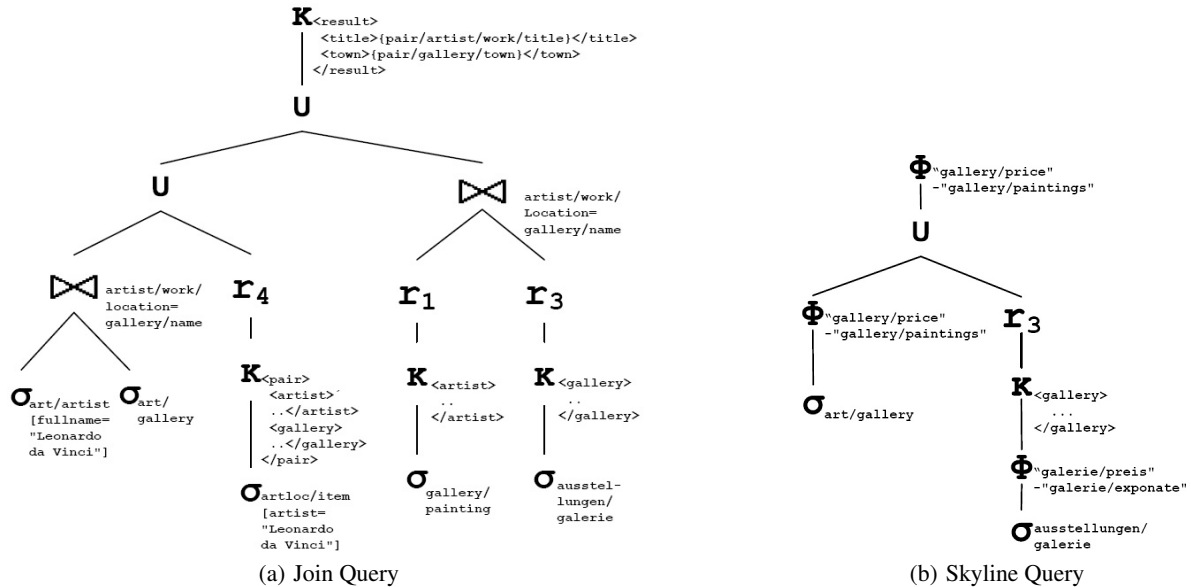 K<result>
<title>{pair/artist/work/title}</title>
<town>{pair/gallery/town}</town>
</result>
U
U
⋈ artist/work/
Location=
gallery/name
⋈ artist/work/
location=
gallery/name
r4
r1
r3
σart/artist
[fullname=
"Leonardo
da Vinci"]
σart/
gallery
K<pair>
<artist>´
..</artist>
<gallery>
..</gallery>
</pair>
K<artist>
..
</artist>
K<gallery>
..
</gallery>
σartloc/item
[artist=
"Leonardo
da Vinci"]
σgallery/
painting
σausstel-
lungen/
galerie
(a) Join Query
Φ"gallery/price"
-"gallery/paintings"
U
Φ"gallery/price"
-"gallery/paintings"
r3
σart/gallery
K<gallery>
...
</gallery>
Φ"galerie/preis"
-"galerie/exponate"
σausstellungen/
galerie
(b) Skyline Query